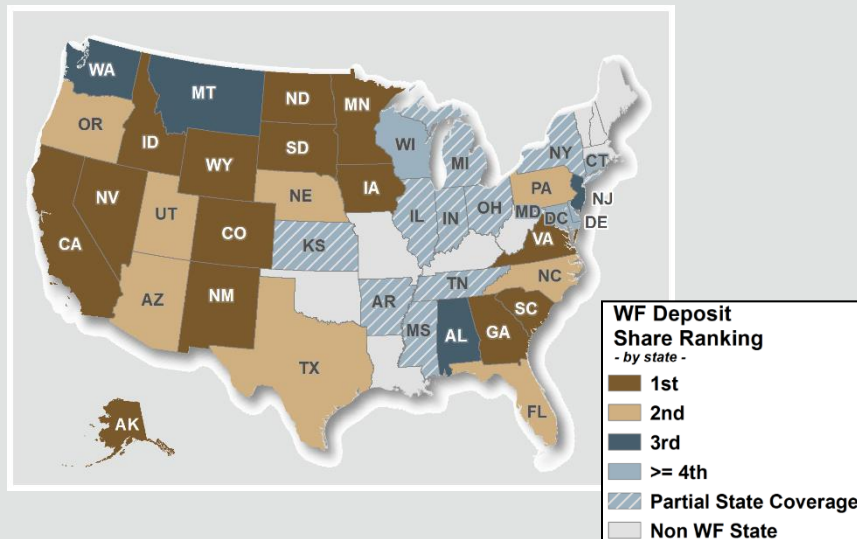 WA
MT
ND
MN
OR
ID
WI
NY
CT
SD
WY
MI
IA
PA
NJ
NE
NV
OH
IL
IN
MD
DC
DE
UT
CO
VA
CA
KS
NC
TN
AZ
NM
AR
SC
MS
AL
GA
TX
FL
AK
WF Deposit
Share Ranking
- by state -
1st
2nd
3rd
>= 4th
Partial State Coverage
Non WF State